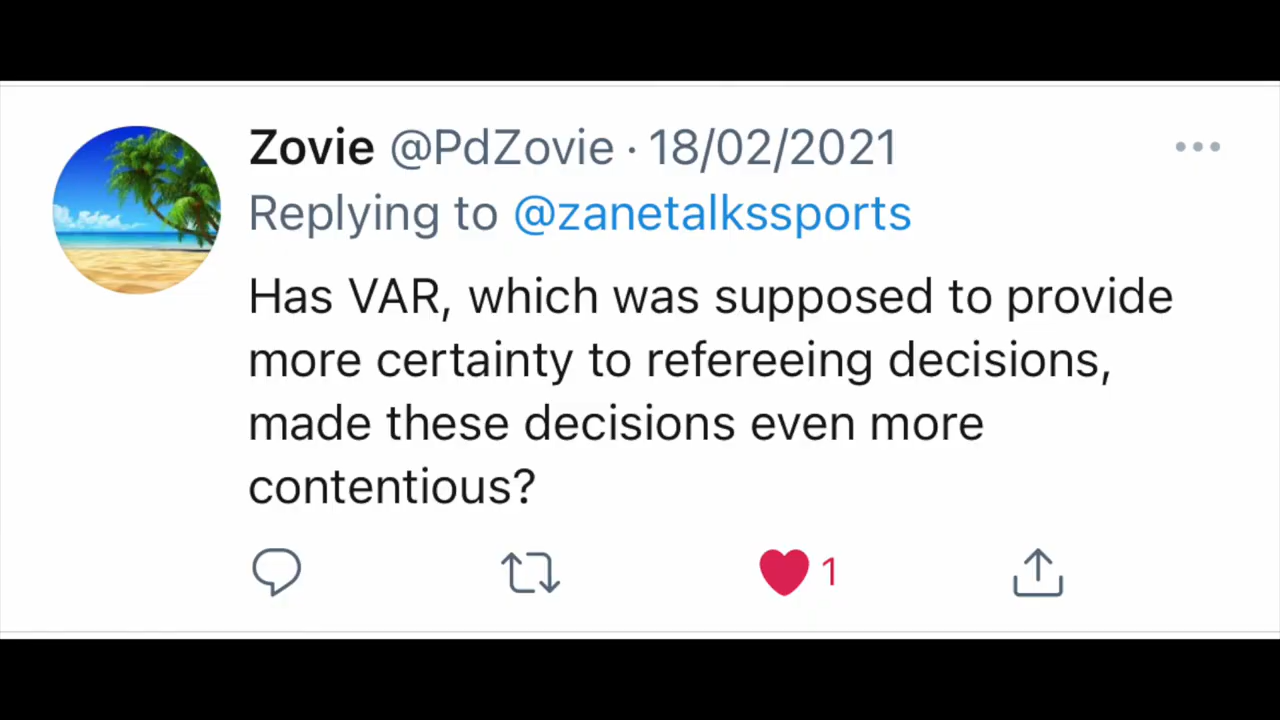 Zovie @PdZovie · 18/02/2021
Replying to @zanetalkssports
Has VAR, which was supposed to provide
more certainty to refereeing decisions,
made these decisions even more
contentious?
1